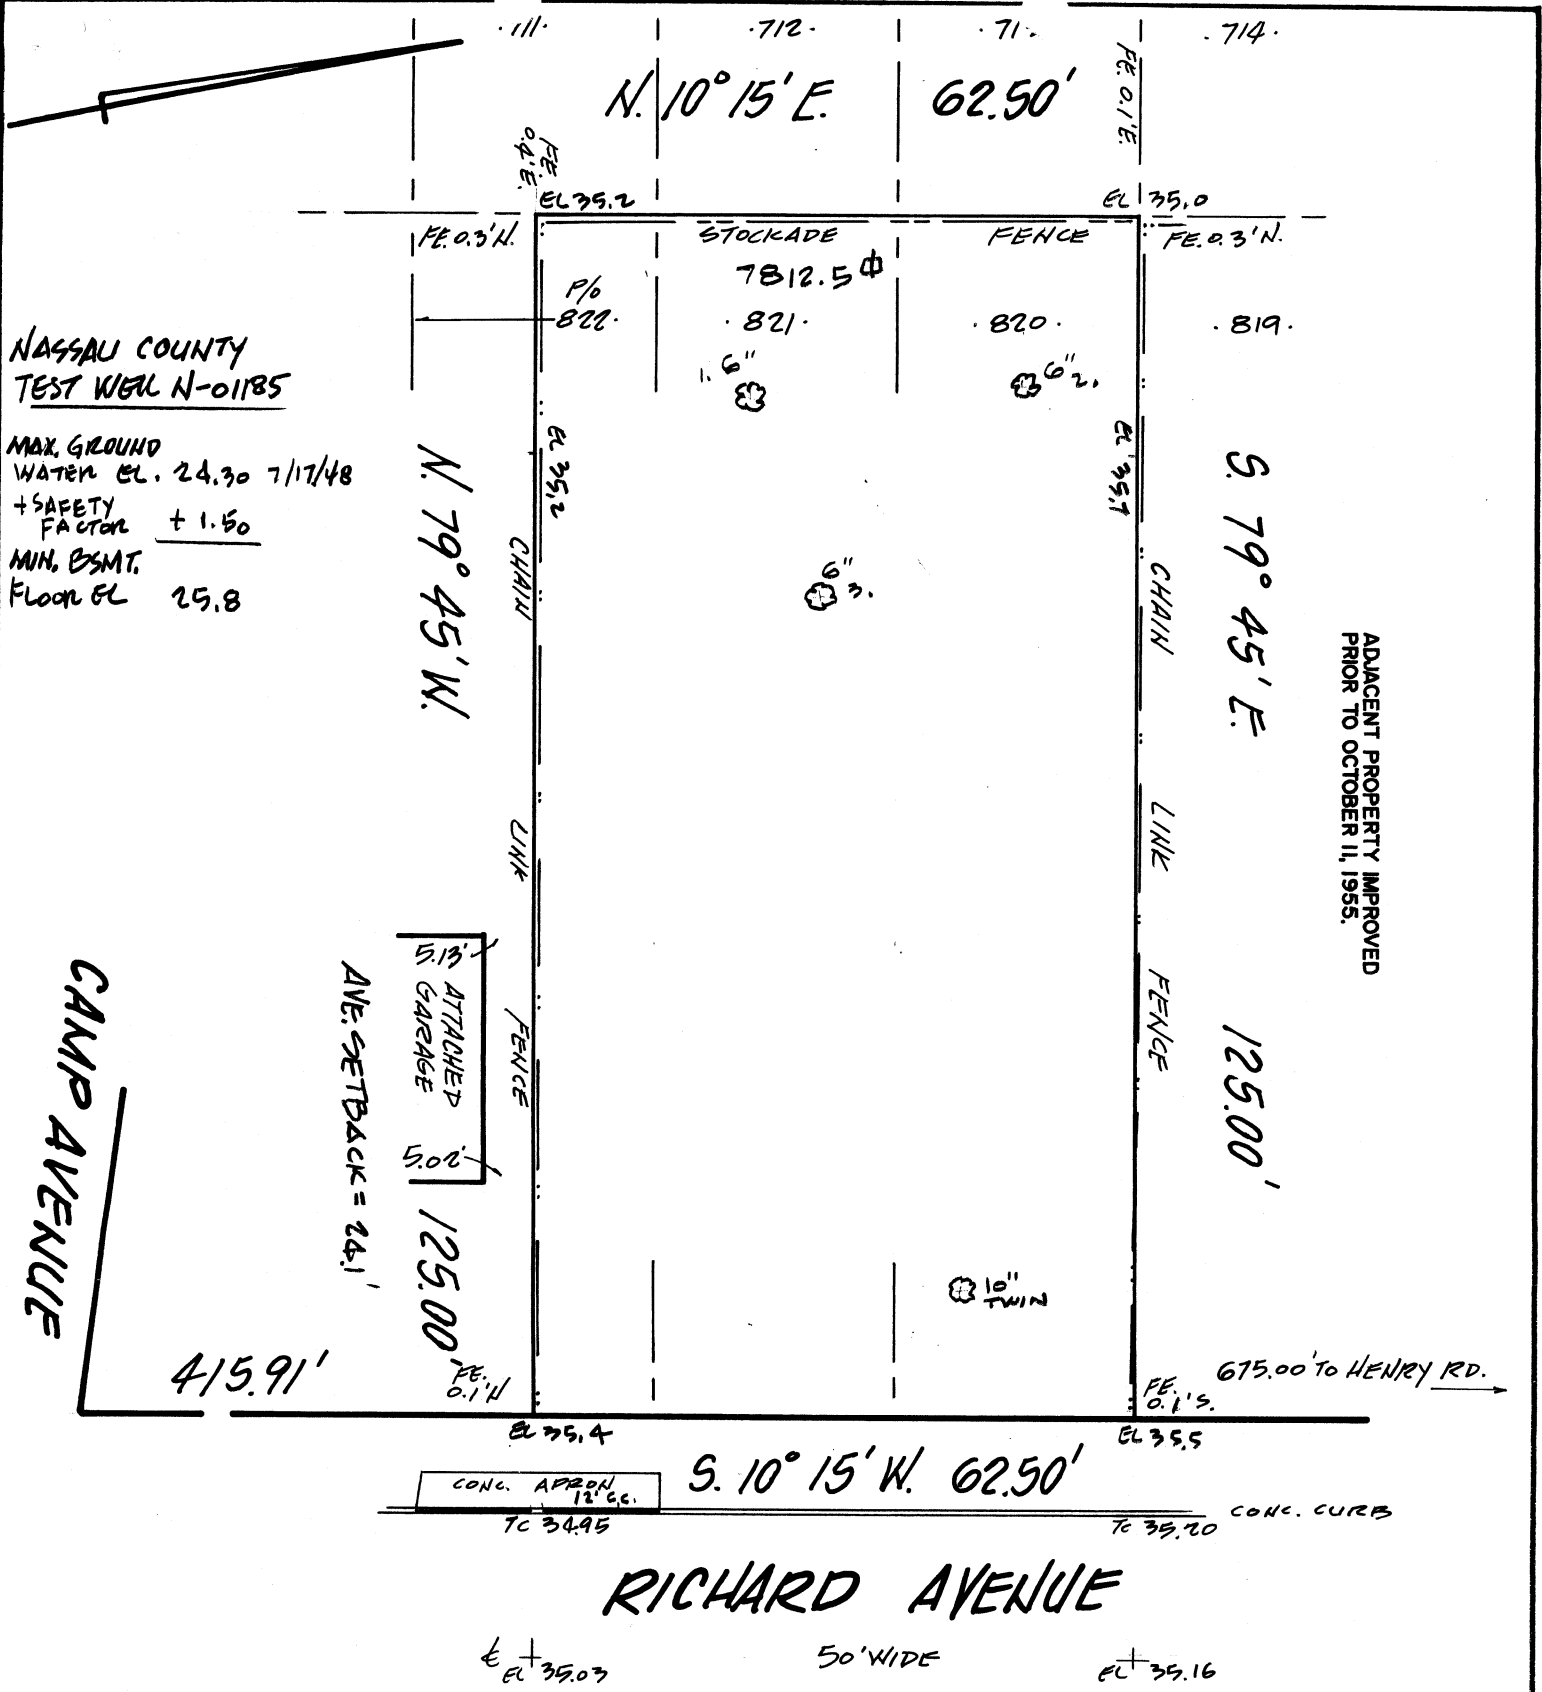 ·712·
·714·
N. 10° 15' E. 62.50'
FE. 0.1'E.
FE.
0.4'E.
EL 35.2
EL 35.0
FE. 0.3'N.
STOCKADE FENCE
FE. 0.3'N.
7812.5
P/o
822·
·821·
·820·
·819·
NASSAU COUNTY
TEST WELL N-01185
1. 6"
6" 2.
MAX. GROUND
WATER EL. 24.30 7/17/48
+SAFETY
FACTOR + 1.50
MIN. BSMT.
FLOOR EL 25.8
N. 79° 45' W.
EL 35.2
EL 35.7
S. 79° 45' E.
6"
3.
CHAIN LINK FENCE
CHAIN LINK FENCE
ADJACENT PROPERTY IMPROVED
PRIOR TO OCTOBER 11, 1955.
5.13'
ATTACHED
GARAGE
5.02'
AVE. SETBACK = 24.1'
125.00'
125.00'
CAMP AVENUE
10"
TWIN
415.91'
FE.
0.1'N
FE.
0.1'S.
675.00' TO HENRY RD.
EL 35.4
EL 35.5
S. 10° 15' W. 62.50'
CONC. APRON
12' C.C.
TC 34.95
TC 35.20
CONC. CURB
RICHARD AVENUE
50' WIDE
EL 35.03
EL 35.16